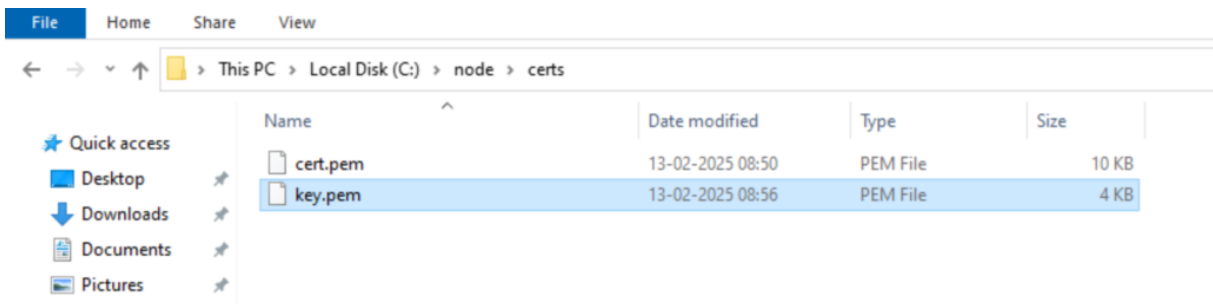 File Home Share View
This PC > Local Disk (C:) > node > certs
Name Date modified Type Size
Quick access
cert.pem 13-02-2025 08:50 PEM File 10 KB
Desktop
key.pem 13-02-2025 08:56 PEM File 4 KB
Downloads
Documents
Pictures